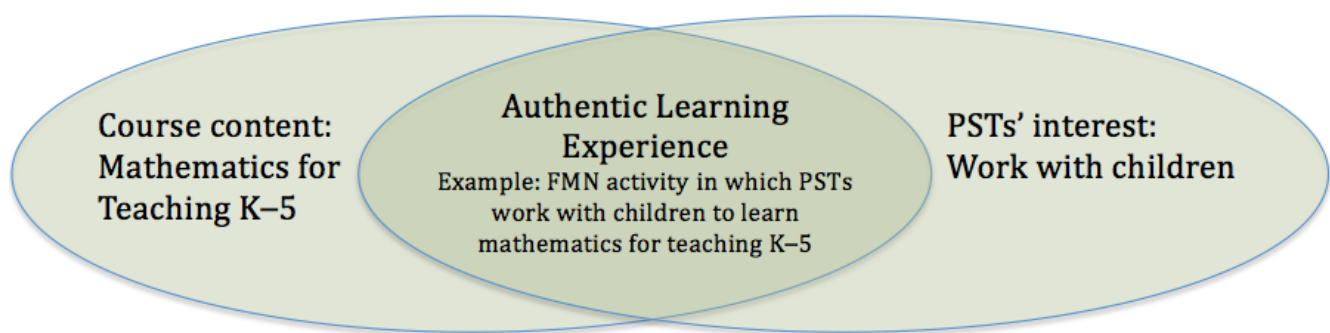 Course content:
Mathematics for
Teaching K–5
Authentic Learning
Experience
Example: FMN activity in which PSTs
work with children to learn
mathematics for teaching K–5
PSTs’ interest:
Work with children